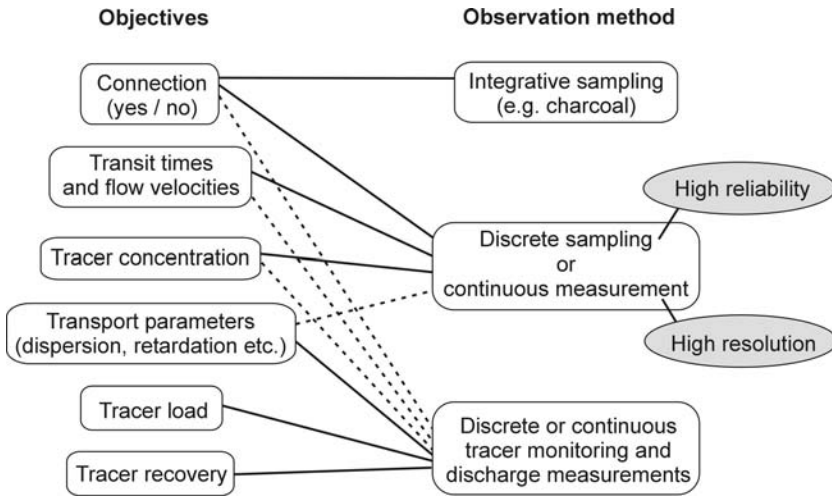 Objectives
Observation method
Connection
(yes / no)
Integrative sampling
(e.g. charcoal)
Transit times
and flow velocities
High reliability
Tracer concentration
Discrete sampling
or
continuous measurement
Transport parameters
(dispersion, retardation etc.)
High resolution
Tracer load
Discrete or continuous
tracer monitoring and
discharge measurements
Tracer recovery